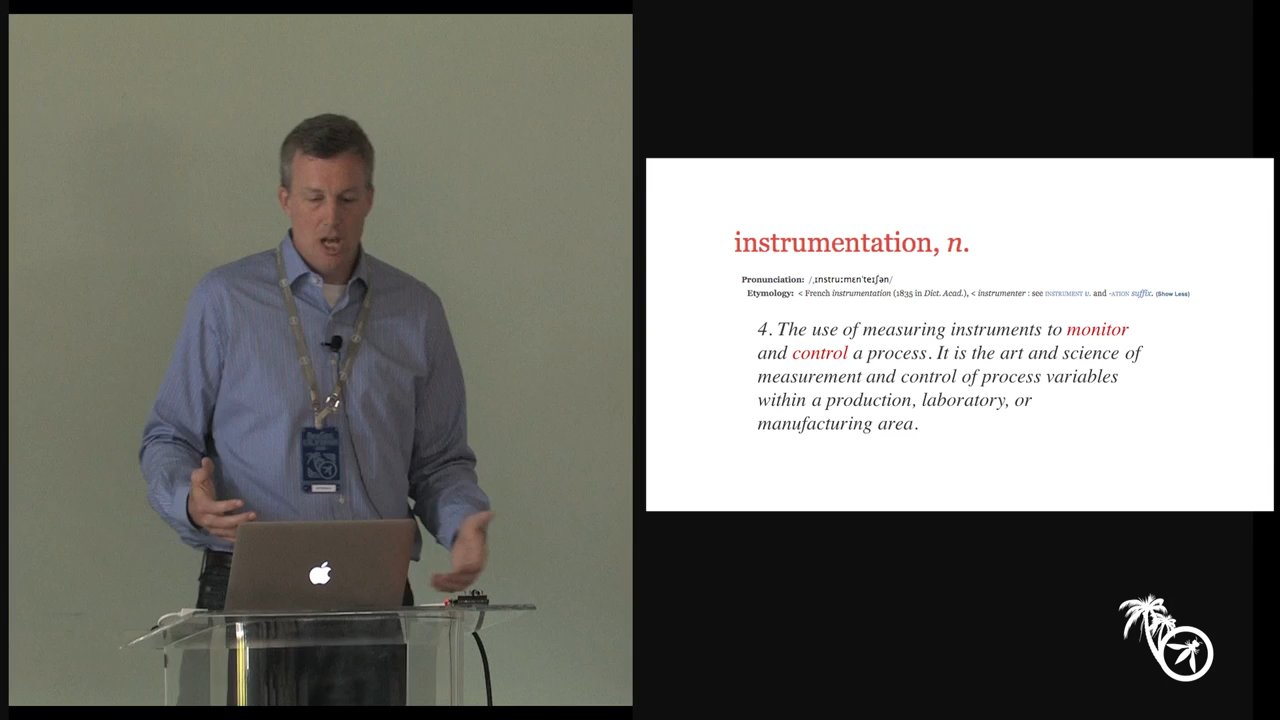 instrumentation, n.
Pronunciation: /ˌɪnstruːmɛnˈteɪʃən/
Etymology: < French instrumentation (1835 in Dict. Acad.), < instrumenter : see INSTRUMENT v. and -ATION suffix. (Show Less)
4. The use of measuring instruments to monitor
and control a process. It is the art and science of
measurement and control of process variables
within a production, laboratory, or
manufacturing area.